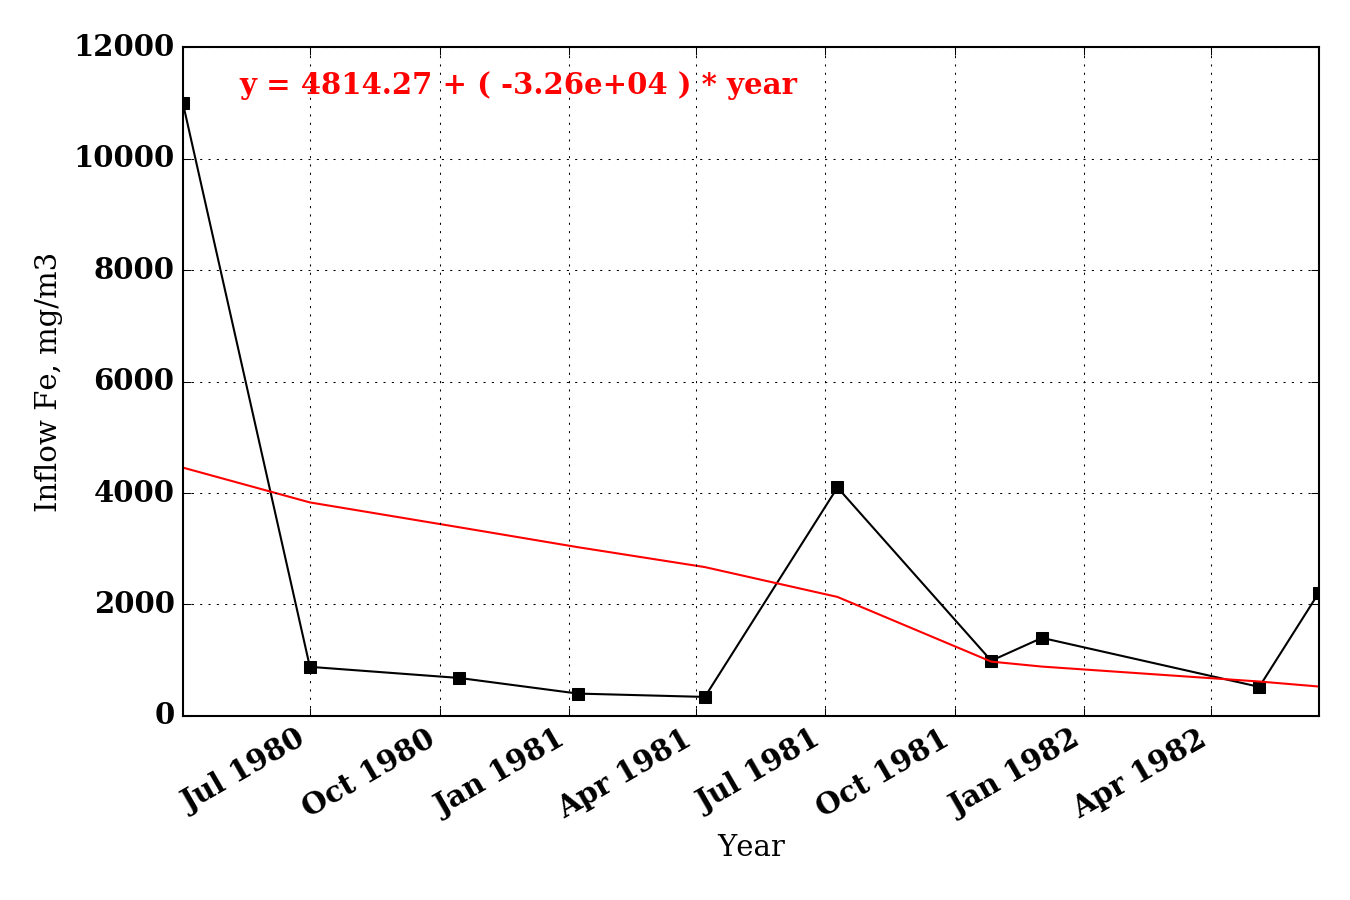 y = 4814.27 + ( -3.26e+04 ) * year
12000
10000
8000
6000
4000
2000
0
Inflow Fe, mg/m3
Jul 1980
Oct 1980
Jan 1981
Apr 1981
Jul 1981
Oct 1981
Jan 1982
Apr 1982
Year